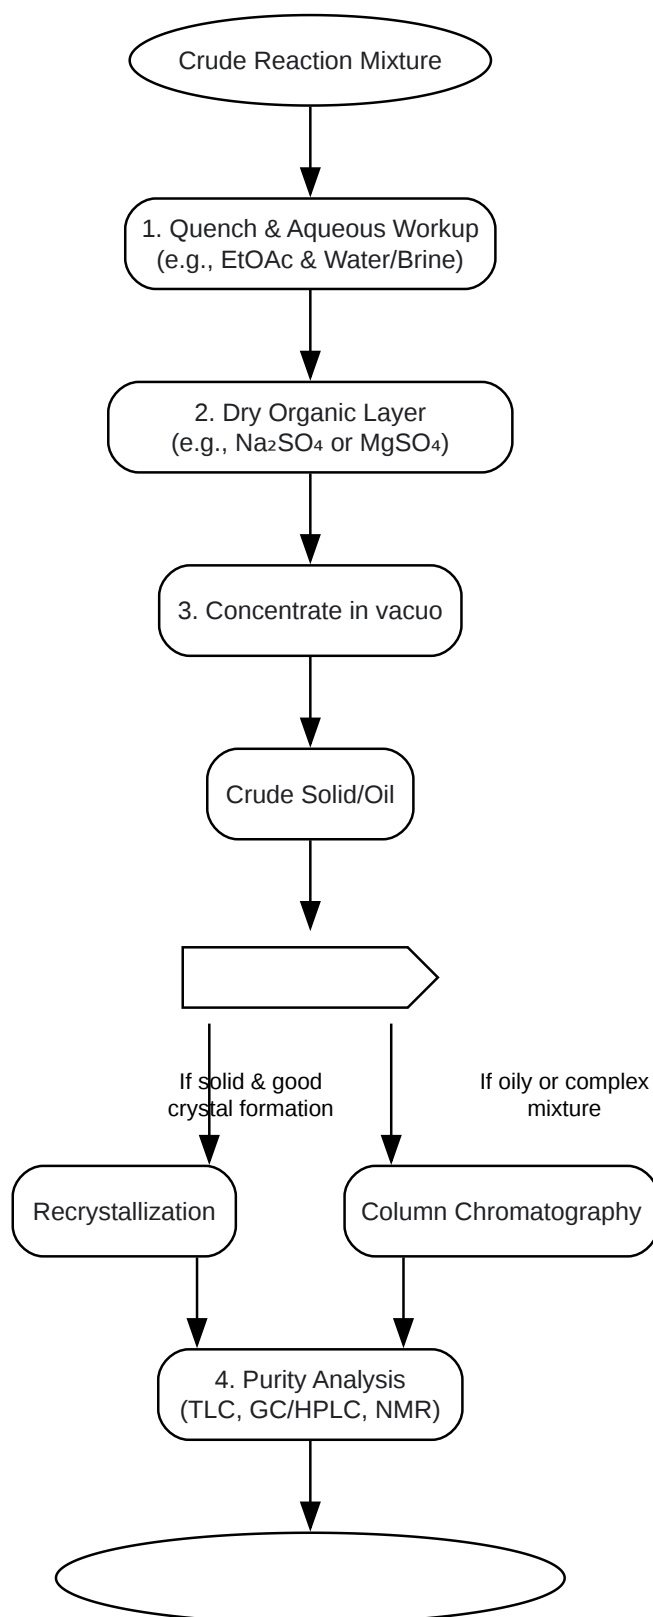 Crude Reaction Mixture
1. Quench & Aqueous Workup
(e.g., EtOAc & Water/Brine)
2. Dry Organic Layer
(e.g., Na₂SO₄ or MgSO₄)
3. Concentrate in vacuo
Crude Solid/Oil
If solid & good
crystal formation
If oily or complex
mixture
Recrystallization
Column Chromatography
4. Purity Analysis
(TLC, GC/HPLC, NMR)